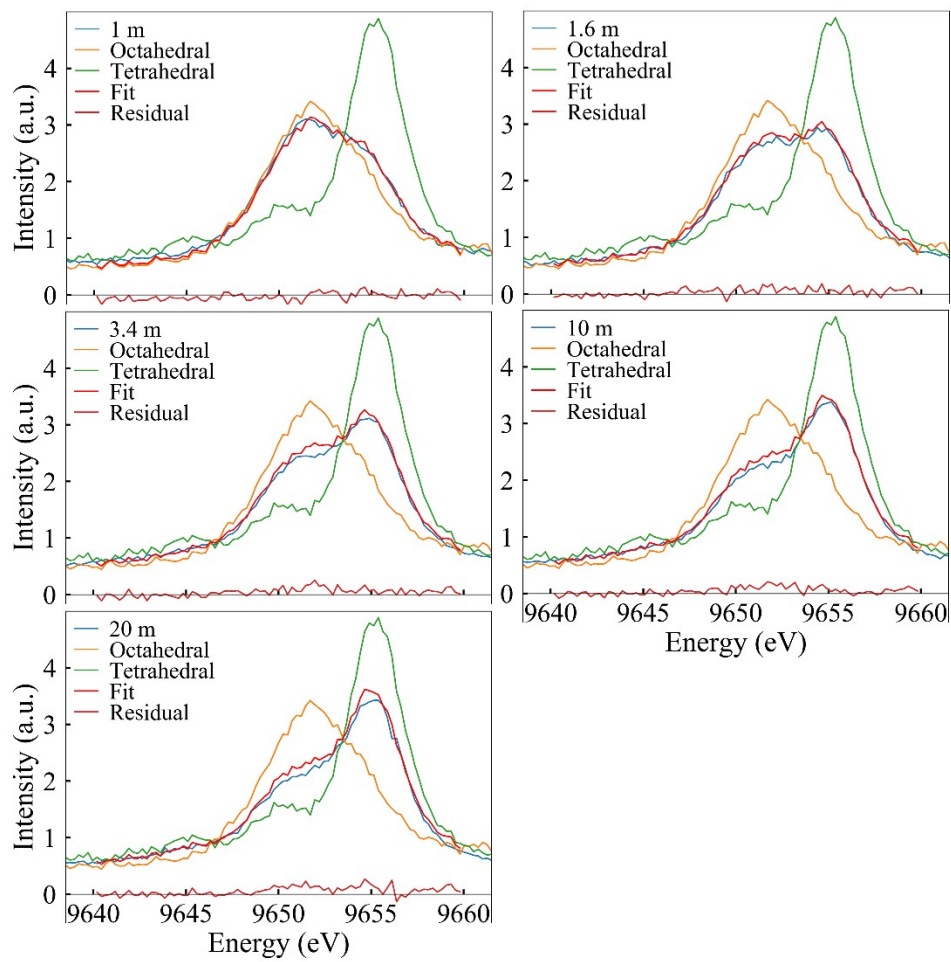 1 m
Octahedral
Tetrahedral
Fit
Residual
Intensity (a.u.)
4
3
2
1
0
1.6 m
Octahedral
Tetrahedral
Fit
Residual
4
3
2
1
0
3.4 m
Octahedral
Tetrahedral
Fit
Residual
Intensity (a.u.)
4
3
2
1
0
10 m
Octahedral
Tetrahedral
Fit
Residual
4
3
2
1
0
9640 9645 9650 9655 9660
Energy (eV)
20 m
Octahedral
Tetrahedral
Fit
Residual
Intensity (a.u.)
4
3
2
1
0
9640 9645 9650 9655 9660
Energy (eV)